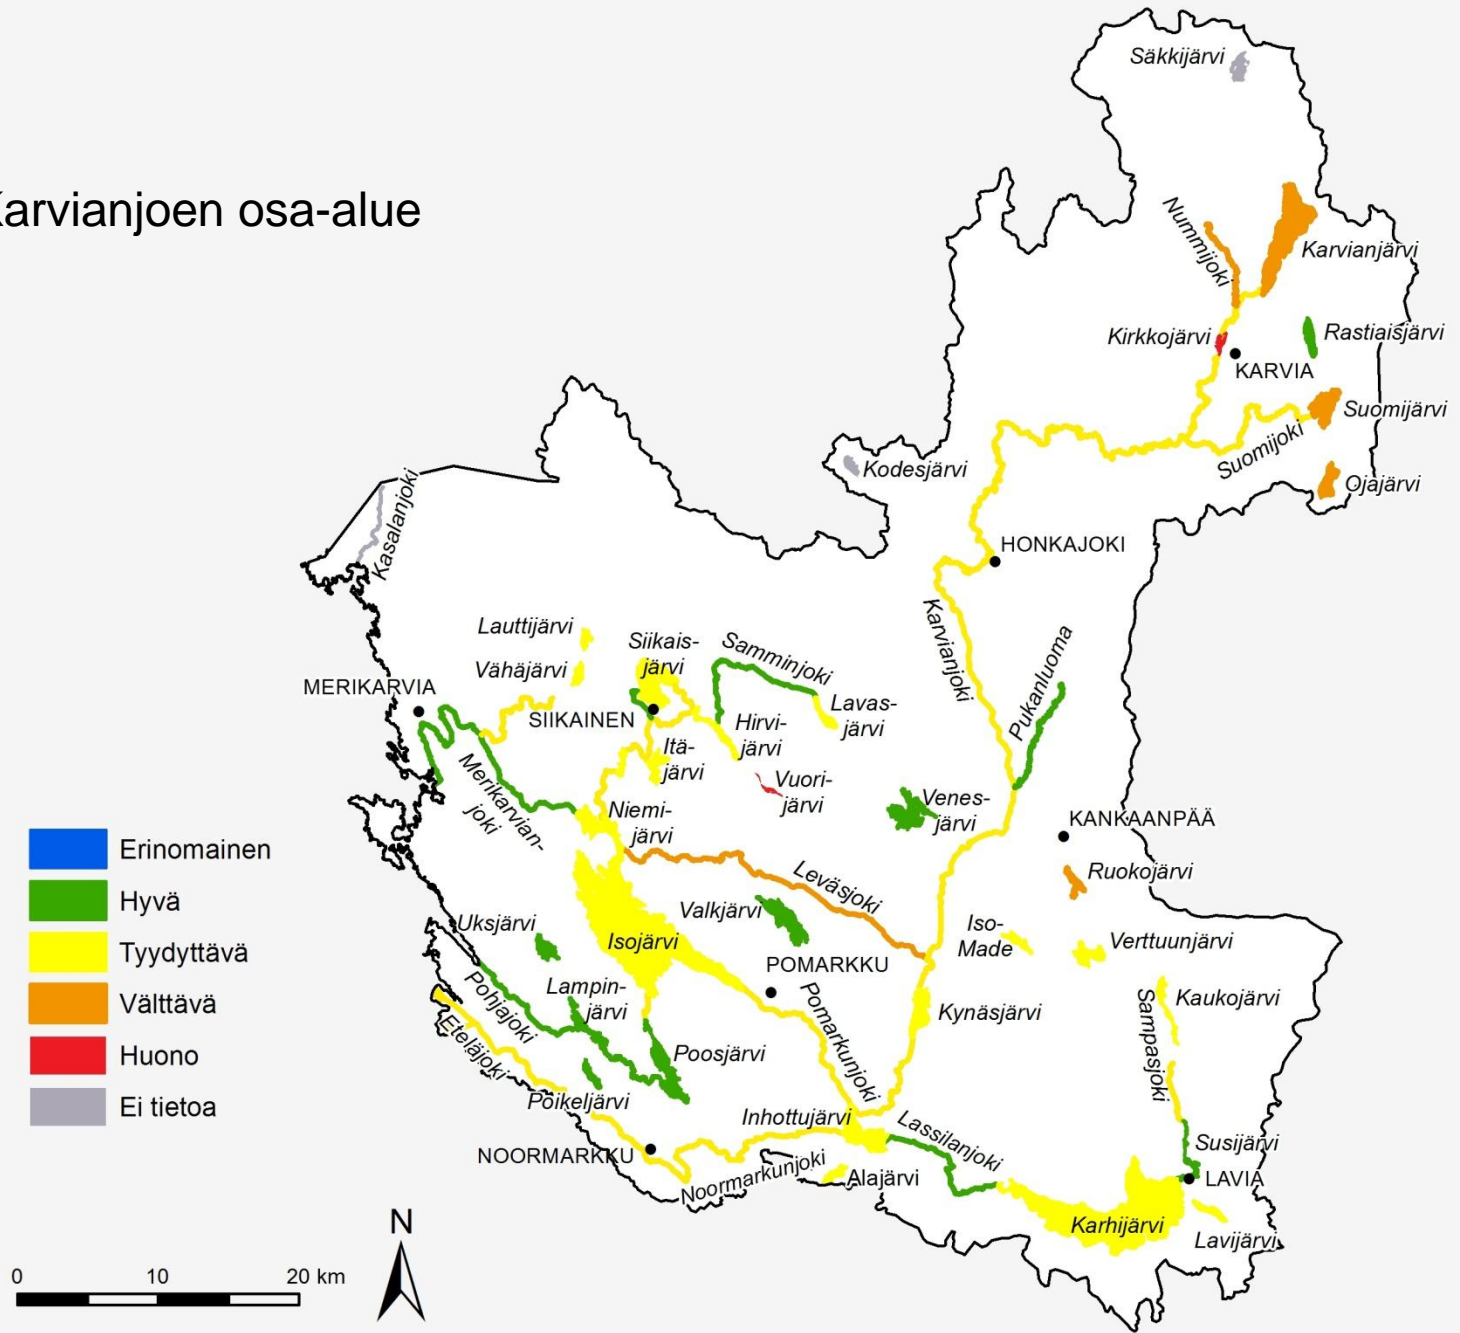 Karvianjoen osa-alue
Säkkijärvi
Nummijoki
Karvianjärvi
Kirkkojärvi
Rastiaisjärvi
KARVIA
Suomijärvi
Suomijoki
Kodesjärvi
Ojajärvi
Kasalanjoki
HONKAJOKI
Karvianjoki
Pukanluoma
Lauttijärvi
Siikais-
järvi
Samminjoki
Vähäjärvi
MERIKARVIA
SIIKAINEN
Hirvi-
järvi
Lavas-
järvi
Itä-
järvi
Vuori-
järvi
Merikarvian-
joki
Niemi-
järvi
Venes-
järvi
KANKAANPÄÄ
Ruokojärvi
Leväsjoki
Valkjärvi
Uksjärvi
Isojärvi
Iso-
Made
Verttuunjärvi
POMARKKU
Pohjajoki
Lampin-
järvi
Pomarkunjoki
Kynäsjärvi
Kaukojärvi
Sampasjoki
Eteläjoki
Poosjärvi
Poikeljärvi
Inhottujärvi
Lassilanjoki
Susijärvi
NOORMARKKU
Noormarkunjoki
Alajärvi
LAVIA
Karhijärvi
Lavijärvi
Erinomainen
Hyvä
Tyydyttävä
Välttävä
Huono
Ei tietoa
N
0 10 20 km